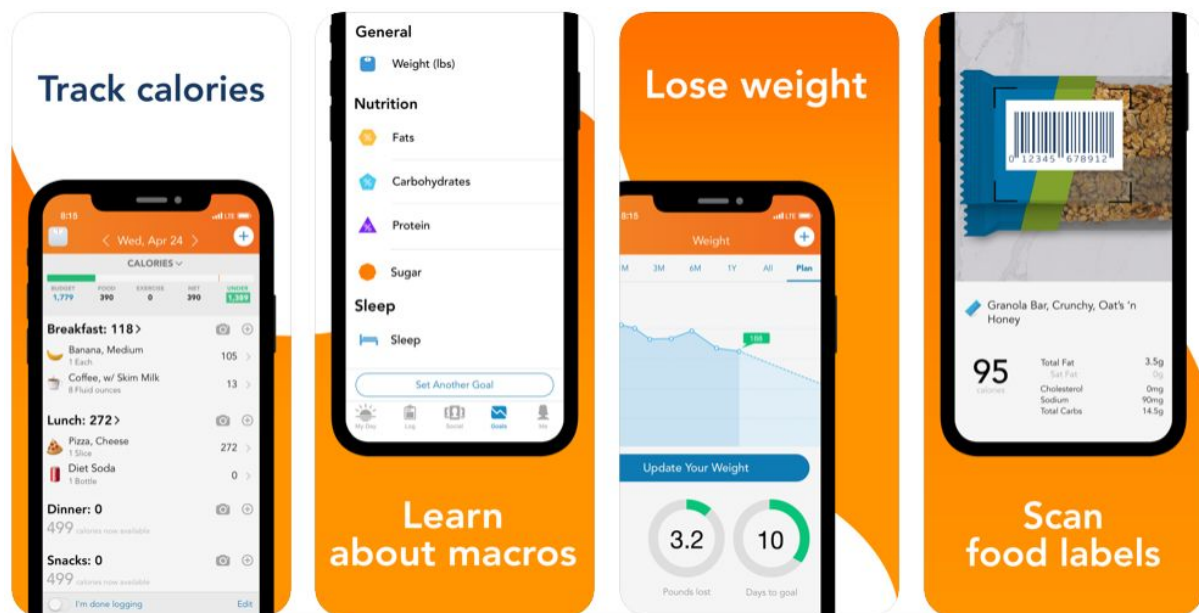 Track calories
8:15
LTE
Wed, Apr 24
CALORIES
BUDGET FOOD EXERCISE NET UNDER
1,779 390 0 390 1,389
Breakfast: 118
Banana, Medium
1 Each
105
Coffee, w/ Skim Milk
8 Fluid ounces
13
Lunch: 272
Pizza, Cheese
1 Slice
272
Diet Soda
1 Bottle
0
Dinner: 0
499 calories now available
Snacks: 0
499 calories now available
I'm done logging Edit
General
Weight (lbs)
Nutrition
% Fats
% Carbohydrates
% Protein
Sugar
Sleep
Sleep
Set Another Goal
My Day Log Social Goals Me
Learn
about macros
Lose weight
8:15
LTE
Weight
M 3M 6M 1Y All Plan
Update Your Weight
3.2 10
Pounds lost Days to goal
0 12345 678912
Granola Bar, Crunchy, Oat's 'n
Honey
95
calories
Total Fat 3.5g
Sat Fat 0g
Cholesterol 0mg
Sodium 90mg
Total Carbs 14.5g
Scan
food labels